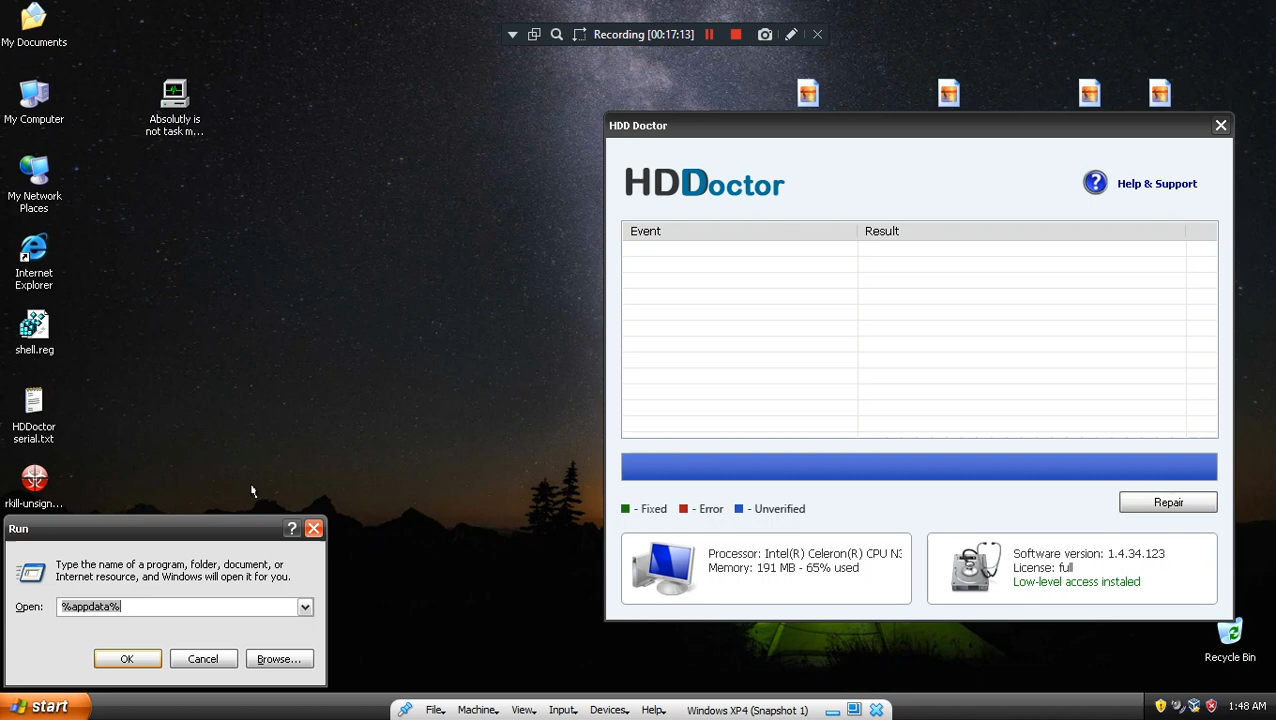 Recording [00:17:13]
My Documents
My Computer
Absolutly is
not task m...
My Network
Places
Internet
Explorer
shell.reg
HDDoctor
serial.txt
rkill-unsign...
HDD Doctor
HDDoctor
Help & Support
Event
Result
- Fixed
- Error
- Unverified
Repair
Processor: Intel(R) Celeron(R) CPU N3
Memory: 191 MB - 65% used
Software version: 1.4.34.123
License: full
Low-level access instaled
Run
Type the name of a program, folder, document, or
Internet resource, and Windows will open it for you.
Open:
%appdata%
OK
Cancel
Browse...
Recycle Bin
start
File
Machine
View
Input
Devices
Help
Windows XP4 (Snapshot 1)
1:48 AM